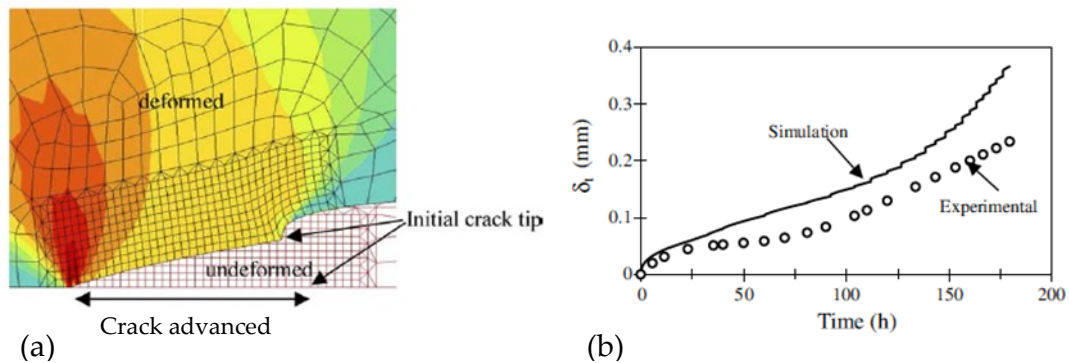 deformed
Initial crack tip
undeformed
Crack advanced
(a)
0.4
0.3
0.2
0.1
0
δt (mm)
Simulation
Experimental
0
50
100
150
200
Time (h)
(b)